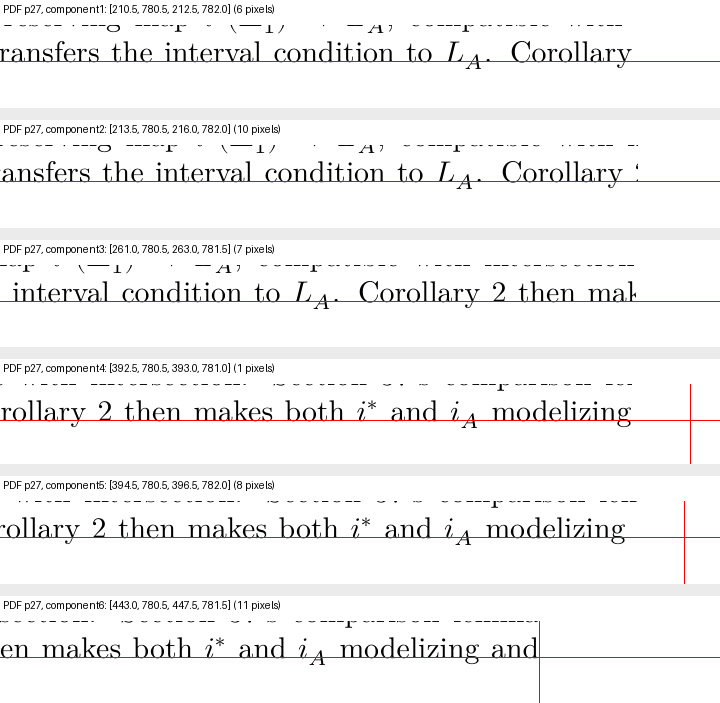 PDF p27, component1: [210.5, 780.5, 212.5, 782.0] (6 pixels)
ransfers the interval condition to L_A. Corollary
PDF p27, component2: [213.5, 780.5, 216.0, 782.0] (10 pixels)
ansfers the interval condition to L_A. Corollary
PDF p27, component3: [261.0, 780.5, 263.0, 781.5] (7 pixels)
interval condition to L_A. Corollary 2 then mak
PDF p27, component4: [392.5, 780.5, 393.0, 781.0] (1 pixels)
rollary 2 then makes both i* and i_A modelizing
PDF p27, component5: [394.5, 780.5, 396.5, 782.0] (8 pixels)
rollary 2 then makes both i* and i_A modelizing
PDF p27, component6: [443.0, 780.5, 447.5, 781.5] (11 pixels)
en makes both i* and i_A modelizing and